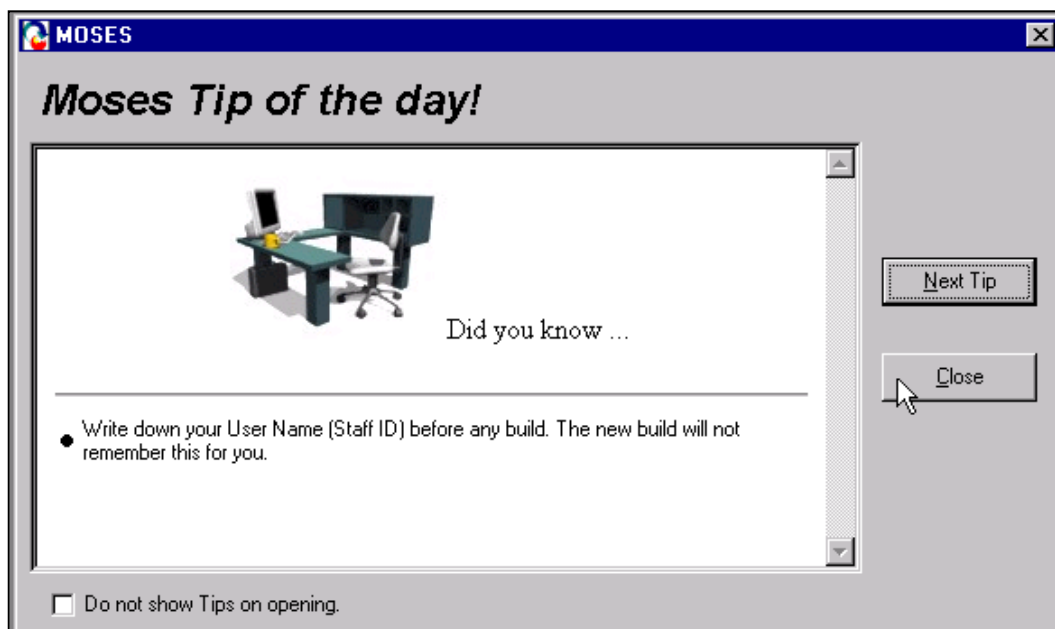 MOSES
Moses Tip of the day!
Did you know ...
Write down your User Name (Staff ID) before any build. The new build will not
remember this for you.
Next Tip
Close
Do not show Tips on opening.